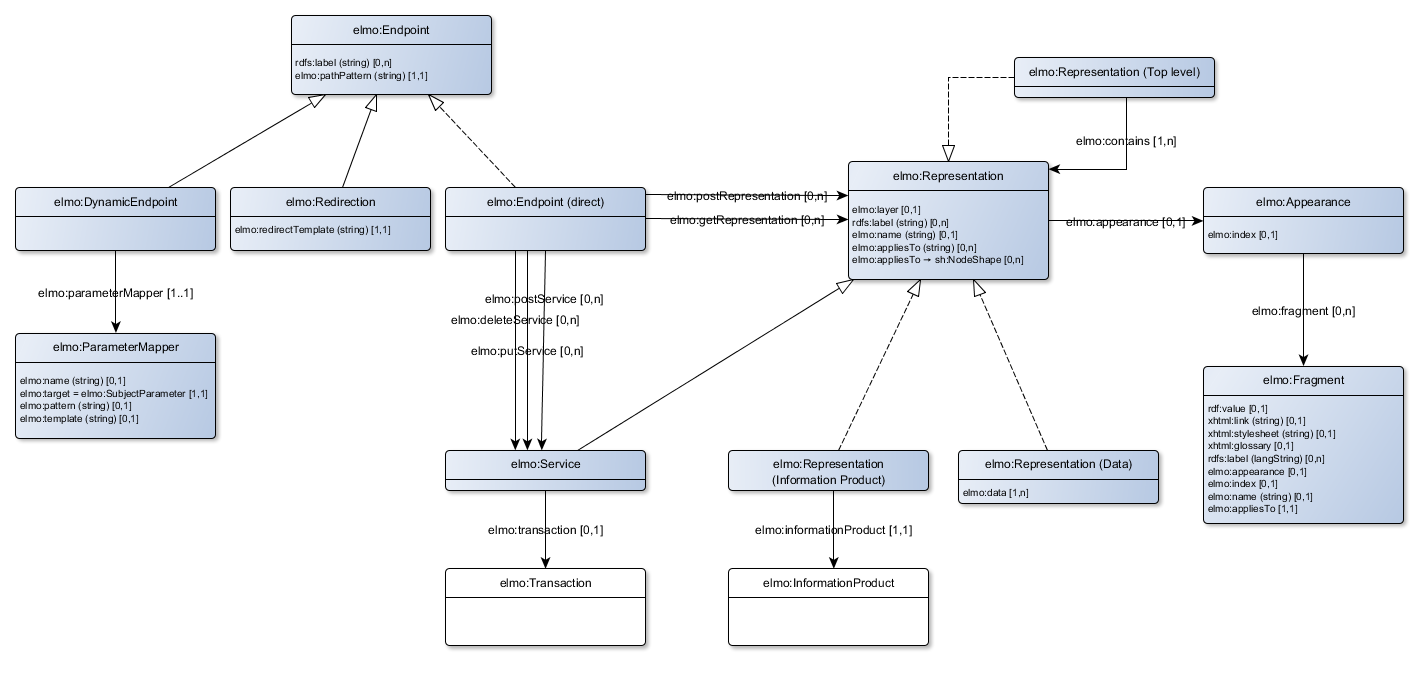 elmo:Endpoint
rdfs:label (string) [0,n]
elmo:pathPattern (string) [1,1]
elmo:Representation (Top level)
elmo:contains [1,n]
elmo:DynamicEndpoint
elmo:Redirection
elmo:redirectTemplate (string) [1,1]
elmo:Endpoint (direct)
elmo:postRepresentation [0,n]
elmo:getRepresentation [0,n]
elmo:Representation
elmo:layer [0,1]
rdfs:label (string) [0,n]
elmo:name (string) [0,1]
elmo:appliesTo (string) [0,n]
elmo:appliesTo → sh:NodeShape [0,n]
elmo:appearance [0,1]
elmo:Appearance
elmo:index [0,1]
elmo:parameterMapper [1..1]
elmo:postService [0,n]
elmo:deleteService [0,n]
elmo:putService [0,n]
elmo:fragment [0,n]
elmo:ParameterMapper
elmo:name (string) [0,1]
elmo:target = elmo:SubjectParameter [1,1]
elmo:pattern (string) [0,1]
elmo:template (string) [0,1]
elmo:Fragment
rdf:value [0,1]
xhtml:link (string) [0,1]
xhtml:stylesheet (string) [0,1]
xhtml:glossary [0,1]
rdfs:label (langString) [0,n]
elmo:appearance [0,1]
elmo:index [0,1]
elmo:name (string) [0,1]
elmo:appliesTo [1,1]
elmo:Service
elmo:Representation
(Information Product)
elmo:Representation (Data)
elmo:data [1,n]
elmo:transaction [0,1]
elmo:informationProduct [1,1]
elmo:Transaction
elmo:InformationProduct